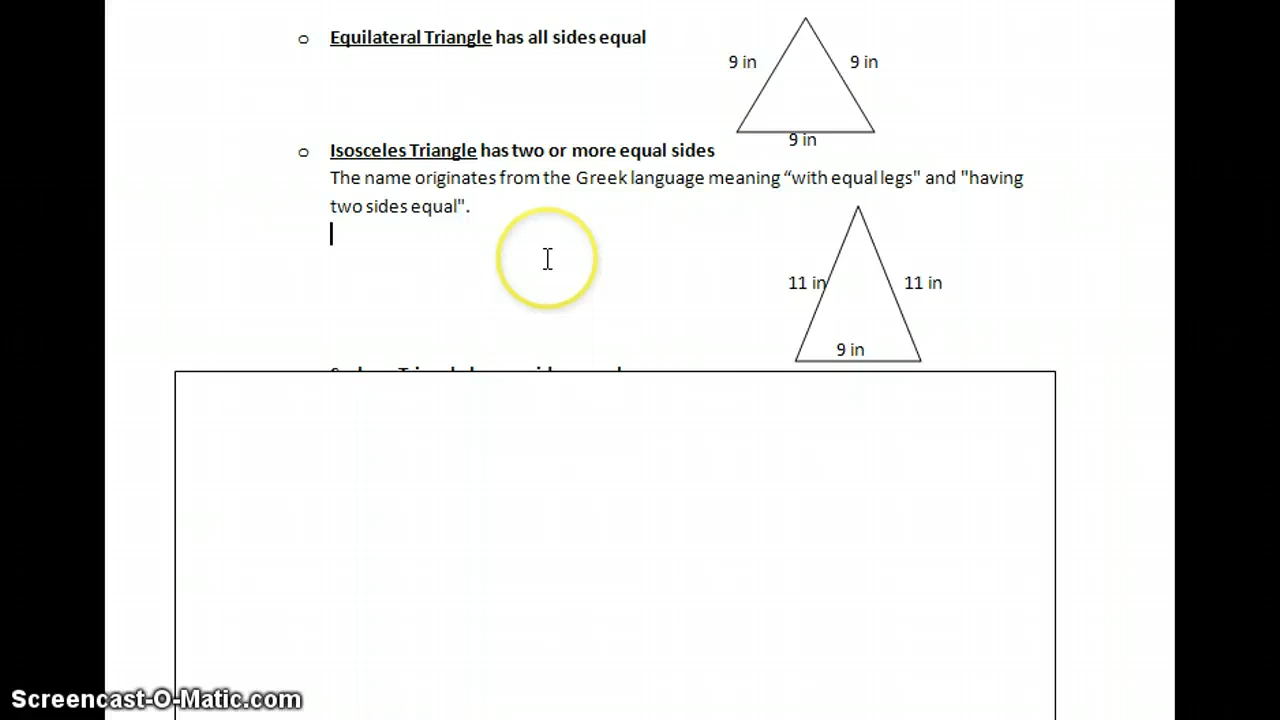 Equilateral Triangle has all sides equal
9 in
9 in
9 in
Isosceles Triangle has two or more equal sides
The name originates from the Greek language meaning “with equal legs" and "having
two sides equal".
11 in
11 in
9 in
Screencast-O-Matic.com